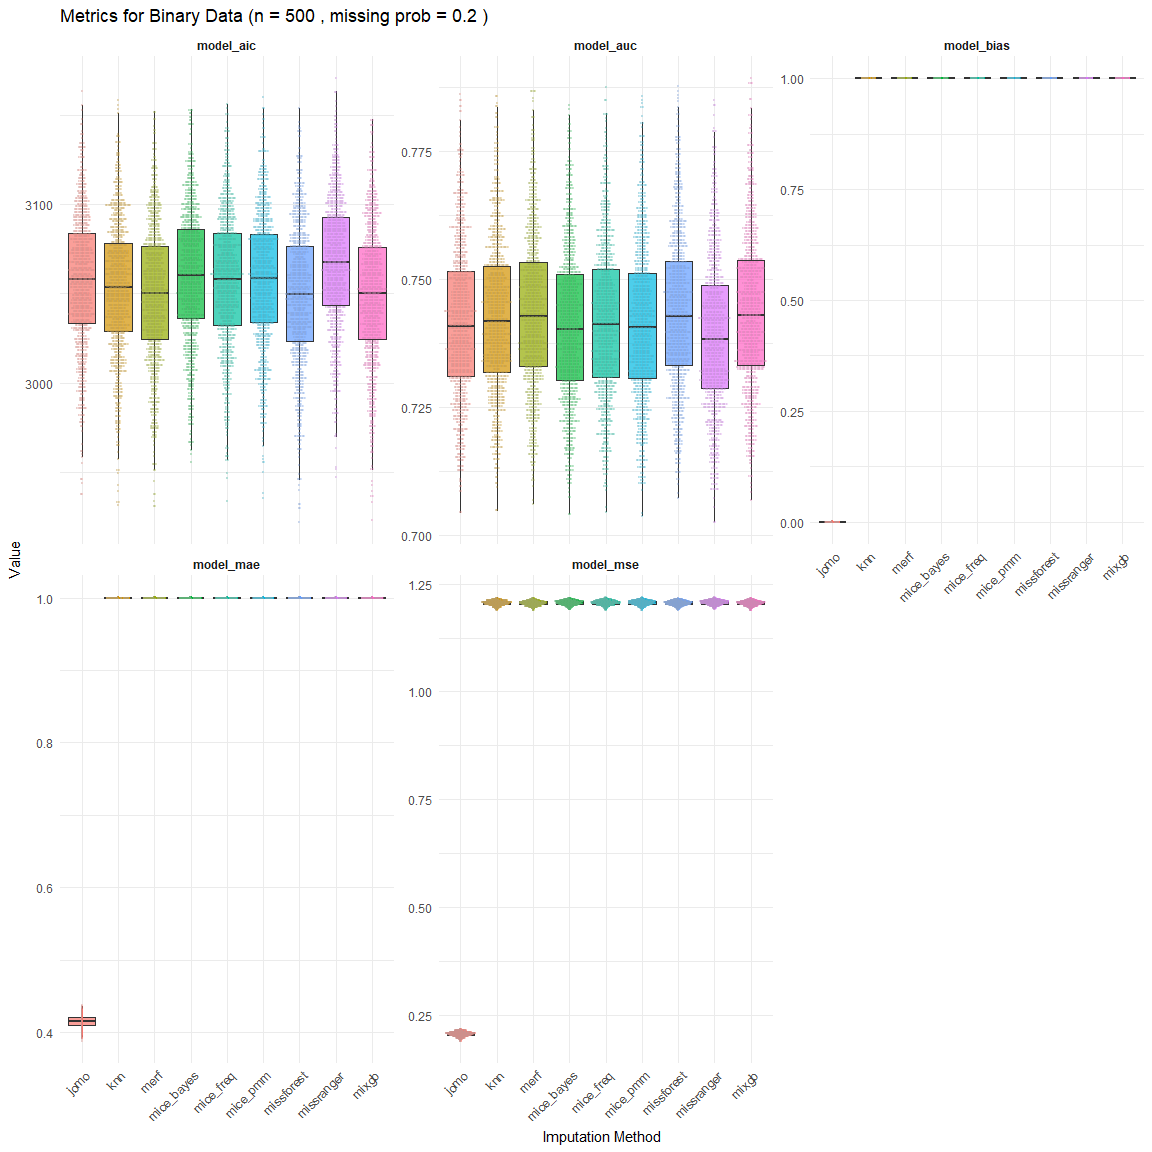 Metrics for Binary Data (n = 500 , missing prob = 0.2 )
model_aic
model_auc
model_bias
3100
3000
0.775
0.750
0.725
0.700
1.00
0.75
0.50
0.25
0.00
jomo
knn
merf
mice_bayes
mice_freq
mice_pmm
missforest
missranger
mixgb
Value
model_mae
model_mse
1.0
0.8
0.6
0.4
1.25
1.00
0.75
0.50
0.25
jomo
knn
merf
mice_bayes
mice_freq
mice_pmm
missforest
missranger
mixgb
jomo
knn
merf
mice_bayes
mice_freq
mice_pmm
missforest
missranger
mixgb
Imputation Method